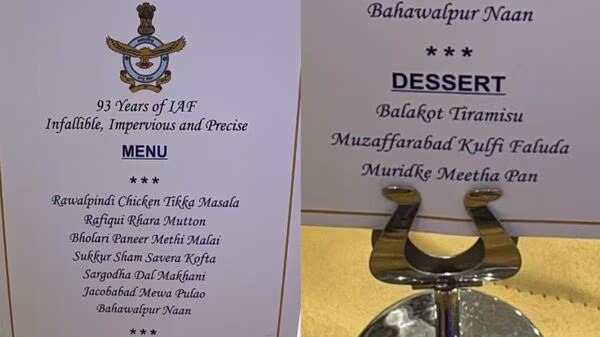 93 Years of IAF
Infallible, Impervious and Precise
MENU
***
Rawalpindi Chicken Tikka Masala
Rafiqui Rhara Mutton
Bholari Paneer Methi Malai
Sukkur Sham Savera Kofta
Sargodha Dal Makhani
Jacobabad Mewa Pulao
Bahawalpur Naan
***
Bahawalpur Naan
***
DESSERT
Balakot Tiramisu
Muzaffarabad Kulfi Faluda
Muridke Meetha Pan